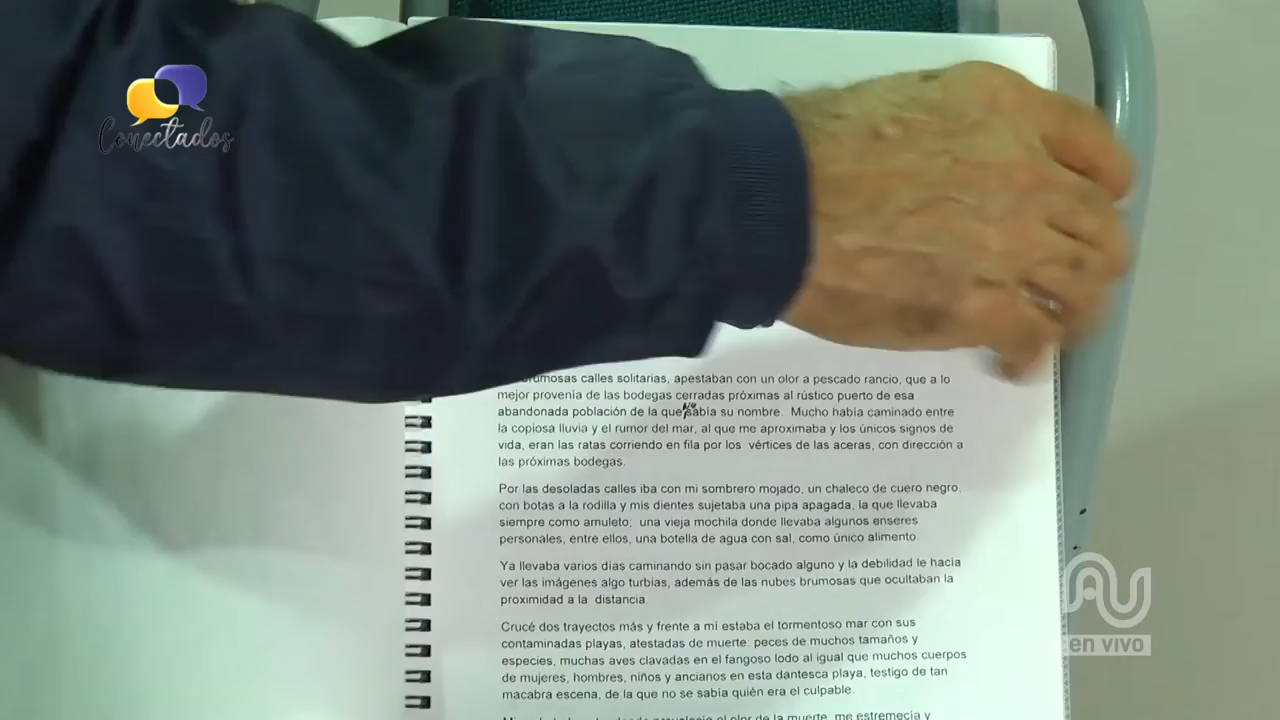 Conectados
brumosas calles solitarias, apestaban con un olor a pescado rancio, que a lo
mejor provenía de las bodegas cerradas próximas al rústico puerto de esa
abandonada población de la que no sabía su nombre. Mucho había caminado entre
la copiosa lluvia y el rumor del mar, al que me aproximaba y los únicos signos de
vida, eran las ratas corriendo en fila por los vértices de las aceras, con dirección a
las próximas bodegas.
Por las desoladas calles iba con mi sombrero mojado, un chaleco de cuero negro,
con botas a la rodilla y mis dientes sujetaba una pipa apagada, la que llevaba
siempre como amuleto; una vieja mochila donde llevaba algunos enseres
personales, entre ellos, una botella de agua con sal, como único alimento
Ya llevaba varios días caminando sin pasar bocado alguno y la debilidad le hacía
ver las imágenes algo turbias, además de las nubes brumosas que ocultaban la
proximidad a la distancia.
Crucé dos trayectos más y frente a mí estaba el tormentoso mar con sus
contaminadas playas, atestadas de muerte: peces de muchos tamaños y
especies, muchas aves clavadas en el fangoso lodo al igual que muchos cuerpos
de mujeres, hombres, niños y ancianos en esta dantesca playa, testigo de tan
macabra escena, de la que no se sabía quién era el culpable.
el olor de la muerte, me estremecía y
en vivo